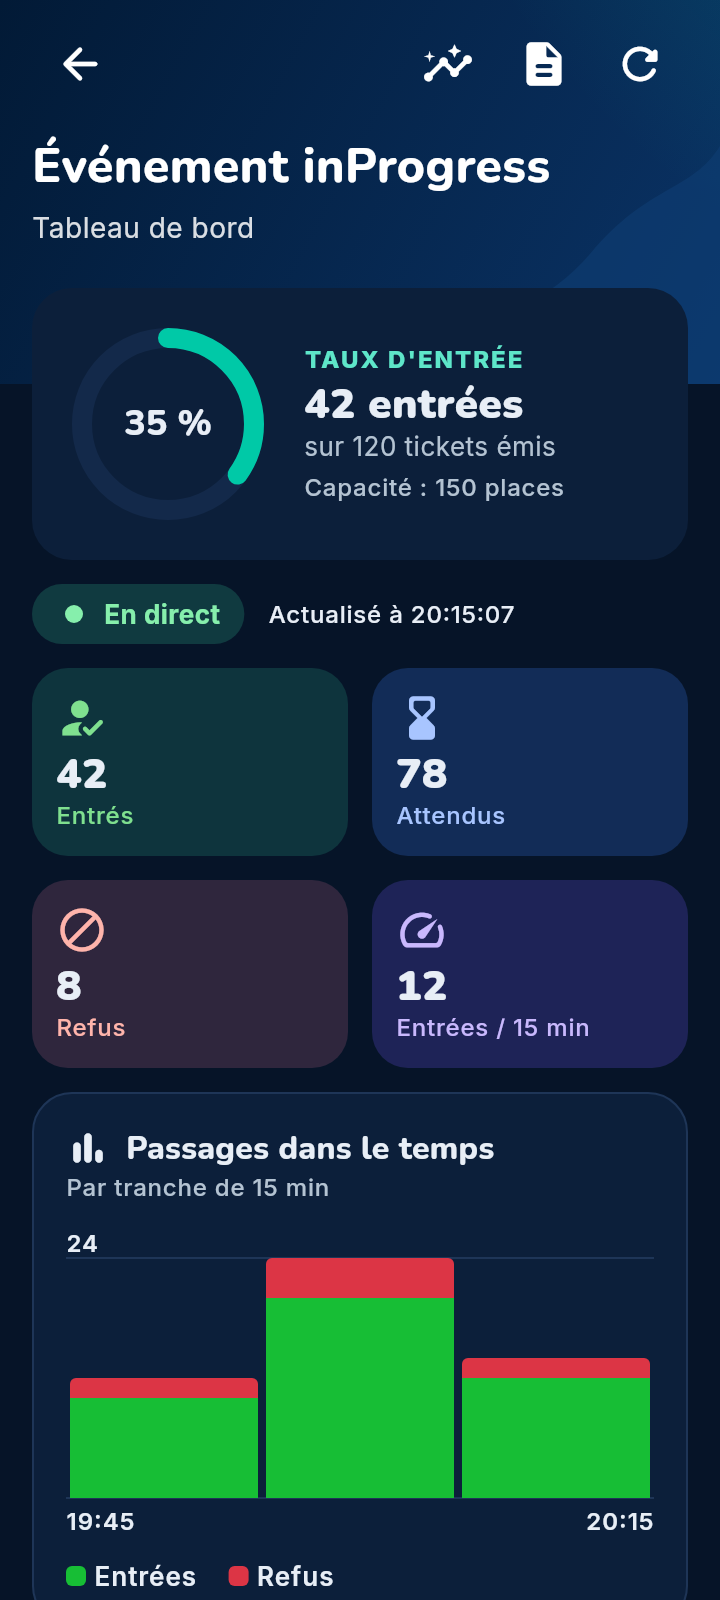 Événement inProgress
Tableau de bord
35 %
TAUX D'ENTRÉE
42 entrées
sur 120 tickets émis
Capacité : 150 places
En direct
Actualisé à 20:15:07
42
Entrés
78
Attendus
8
Refus
12
Entrées / 15 min
Passages dans le temps
Par tranche de 15 min
24
19:45
20:15
Entrées
Refus